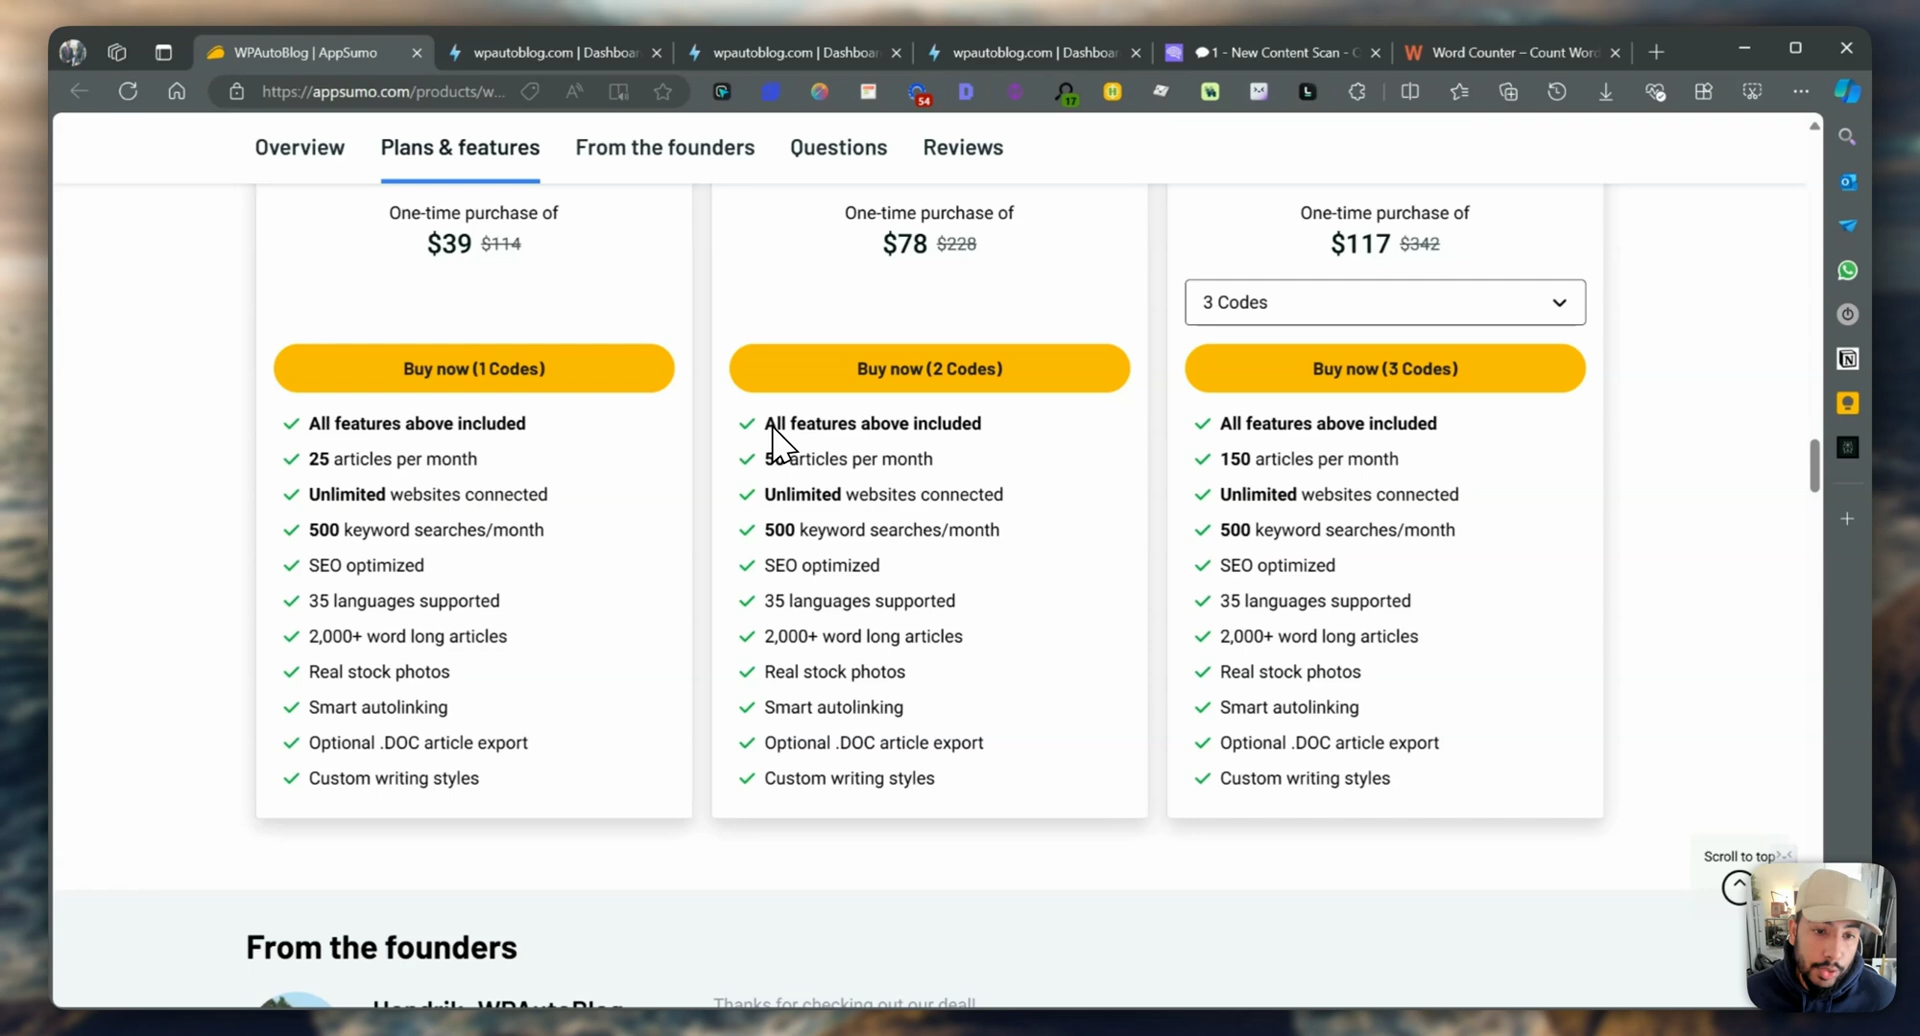 WPAutoBlog | AppSumo
wpautoblog.com | Dashboar
wpautoblog.com | Dashboar
wpautoblog.com | Dashboar
1 - New Content Scan - O
Word Counter – Count Word
https://appsumo.com/products/w...
54
17
Overview
Plans & features
From the founders
Questions
Reviews
One-time purchase of
$39 $114
Buy now (1 Codes)
All features above included
25 articles per month
Unlimited websites connected
500 keyword searches/month
SEO optimized
35 languages supported
2,000+ word long articles
Real stock photos
Smart autolinking
Optional .DOC article export
Custom writing styles
One-time purchase of
$78 $228
Buy now (2 Codes)
All features above included
articles per month
Unlimited websites connected
500 keyword searches/month
SEO optimized
35 languages supported
2,000+ word long articles
Real stock photos
Smart autolinking
Optional .DOC article export
Custom writing styles
One-time purchase of
$117 $342
3 Codes
Buy now (3 Codes)
All features above included
150 articles per month
Unlimited websites connected
500 keyword searches/month
SEO optimized
35 languages supported
2,000+ word long articles
Real stock photos
Smart autolinking
Optional .DOC article export
Custom writing styles
Scroll to top
From the founders
Hendrik_WPAutoBlog
Thanks for checking out our deal!